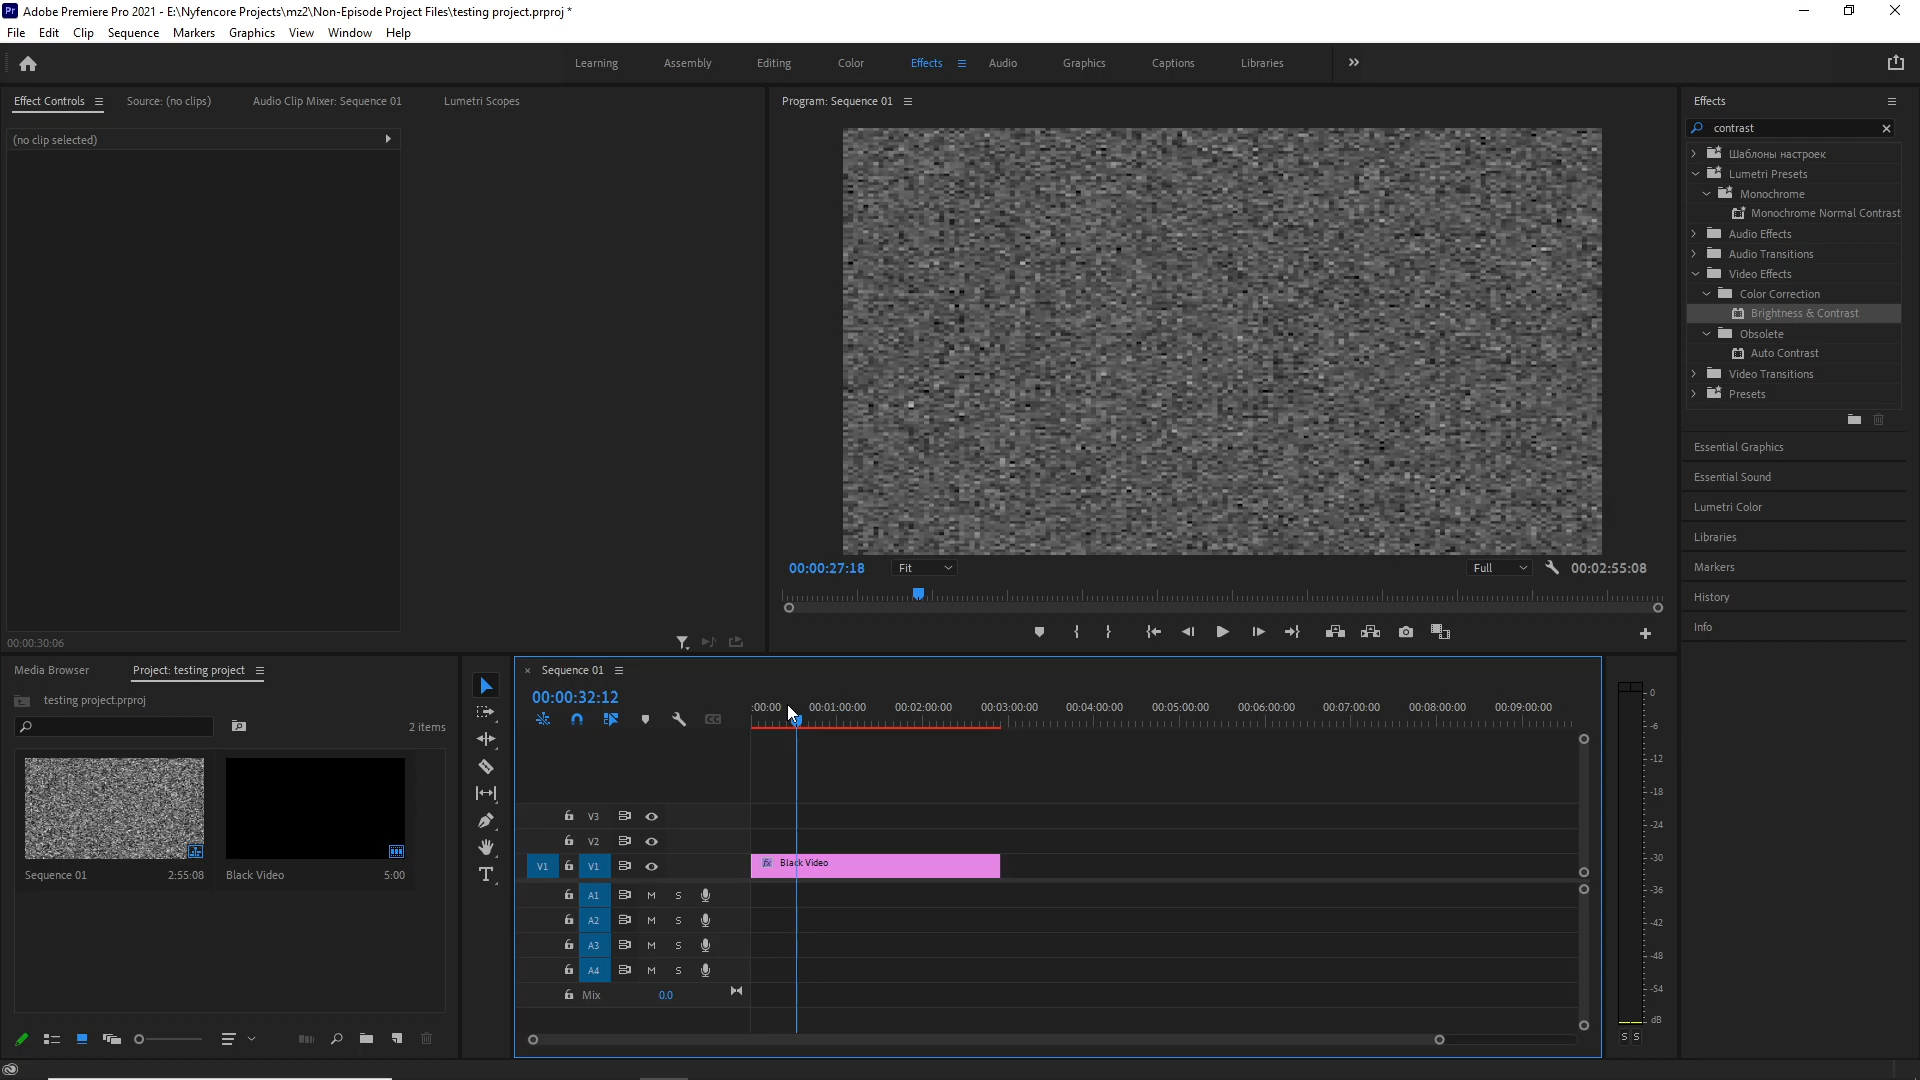 Pr Adobe Premiere Pro 2021 - E:\Nyfencore Projects\mz2\Non-Episode Project Files\testing project.prproj *
File Edit Clip Sequence Markers Graphics View Window Help
Learning Assembly Editing Color Effects Audio Graphics Captions Libraries
Effect Controls Source: (no clips) Audio Clip Mixer: Sequence 01 Lumetri Scopes
(no clip selected)
00:00:30:06
Program: Sequence 01
00:00:27:18 Fit Full 00:02:55:08
Effects
contrast
Шаблоны настроек
Lumetri Presets
Monochrome
Monochrome Normal Contrast
Audio Effects
Audio Transitions
Video Effects
Color Correction
Brightness & Contrast
Obsolete
Auto Contrast
Video Transitions
Presets
Essential Graphics
Essential Sound
Lumetri Color
Libraries
Markers
History
Info
Media Browser Project: testing project
testing project.prproj
2 items
Sequence 01 2:55:08 Black Video 5:00
Sequence 01
00:00:32:12
:00:00 00:01:00:00 00:02:00:00 00:03:00:00 00:04:00:00 00:05:00:00 00:06:00:00 00:07:00:00 00:08:00:00 00:09:00:00
V3
V2
V1 V1 fx Black Video
A1 M S
A2 M S
A3 M S
A4 M S
Mix 0.0
0
-6
-12
-18
-24
-30
-36
-42
-48
-54
dB
S S